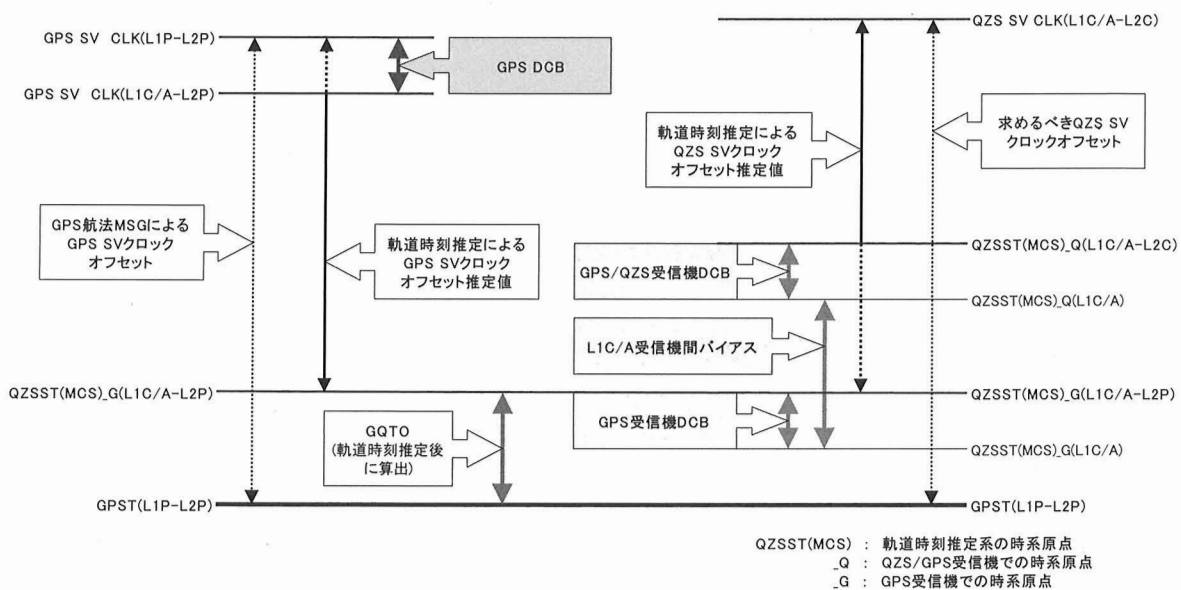 QZS SV CLK(L1C/A-L2C)
GPS SV CLK(L1P-L2P)
GPS DCB
GPS SV CLK(L1C/A-L2P)
軌道時刻推定による
QZS SVクロック
オフセット推定値
求めるべきQZS SV
クロックオフセット
GPS航法MSGによる
GPS SVクロック
オフセット
軌道時刻推定による
GPS SVクロック
オフセット推定値
QZSST(MCS)_Q(L1C/A-L2C)
GPS/QZS受信機DCB
QZSST(MCS)_Q(L1C/A)
L1C/A受信機間バイアス
QZSST(MCS)_G(L1C/A-L2P)
QZSST(MCS)_G(L1C/A-L2P)
GQTO
(軌道時刻推定後
に算出)
GPS受信機DCB
QZSST(MCS)_G(L1C/A)
GPST(L1P-L2P)
GPST(L1P-L2P)
QZSST(MCS) : 軌道時刻推定系の時系原点
_Q : QZS/GPS受信機での時系原点
_G : GPS受信機での時系原点